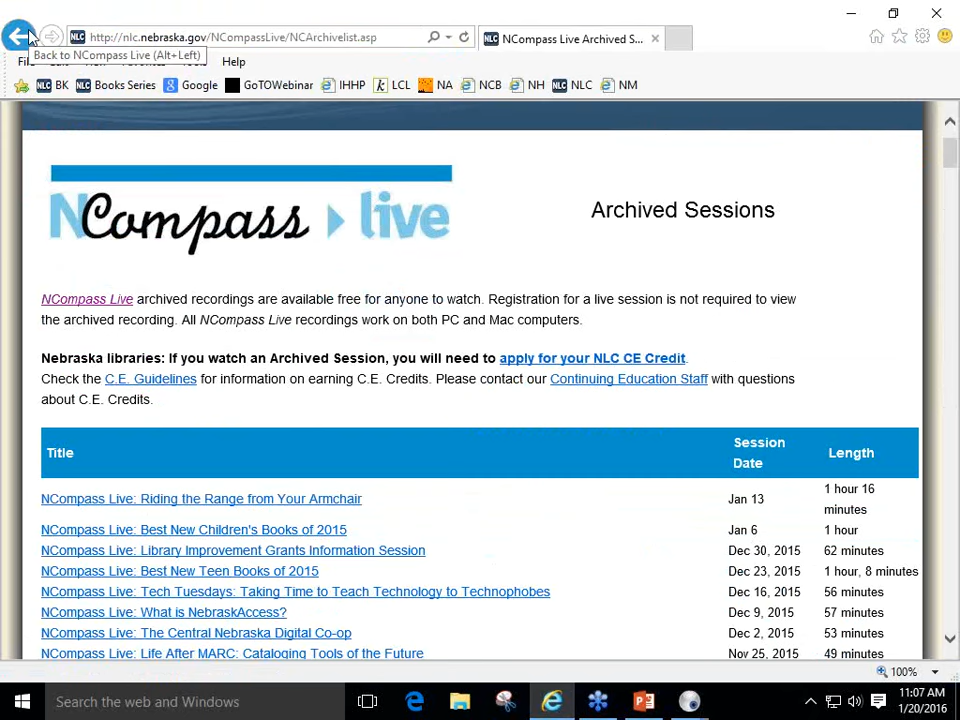 http://nlc.nebraska.gov/NCompassLive/NCArchivelist.asp
NCompass Live Archived S...
Back to NCompass Live (Alt+Left)
Help
BK Books Series Google GoTOWebinar IHHP LCL NA NCB NH NLC NM
NCompass live
Archived Sessions
NCompass Live archived recordings are available free for anyone to watch. Registration for a live session is not required to view
the archived recording. All NCompass Live recordings work on both PC and Mac computers.
Nebraska libraries: If you watch an Archived Session, you will need to apply for your NLC CE Credit.
Check the C.E. Guidelines for information on earning C.E. Credits. Please contact our Continuing Education Staff with questions
about C.E. Credits.
Title Session Date Length
NCompass Live: Riding the Range from Your Armchair Jan 13 1 hour 16 minutes
NCompass Live: Best New Children's Books of 2015 Jan 6 1 hour
NCompass Live: Library Improvement Grants Information Session Dec 30, 2015 62 minutes
NCompass Live: Best New Teen Books of 2015 Dec 23, 2015 1 hour, 8 minutes
NCompass Live: Tech Tuesdays: Taking Time to Teach Technology to Technophobes Dec 16, 2015 56 minutes
NCompass Live: What is NebraskAccess? Dec 9, 2015 57 minutes
NCompass Live: The Central Nebraska Digital Co-op Dec 2, 2015 53 minutes
NCompass Live: Life After MARC: Cataloging Tools of the Future Nov 25, 2015 49 minutes
100%
Search the web and Windows
11:07 AM
1/20/2016